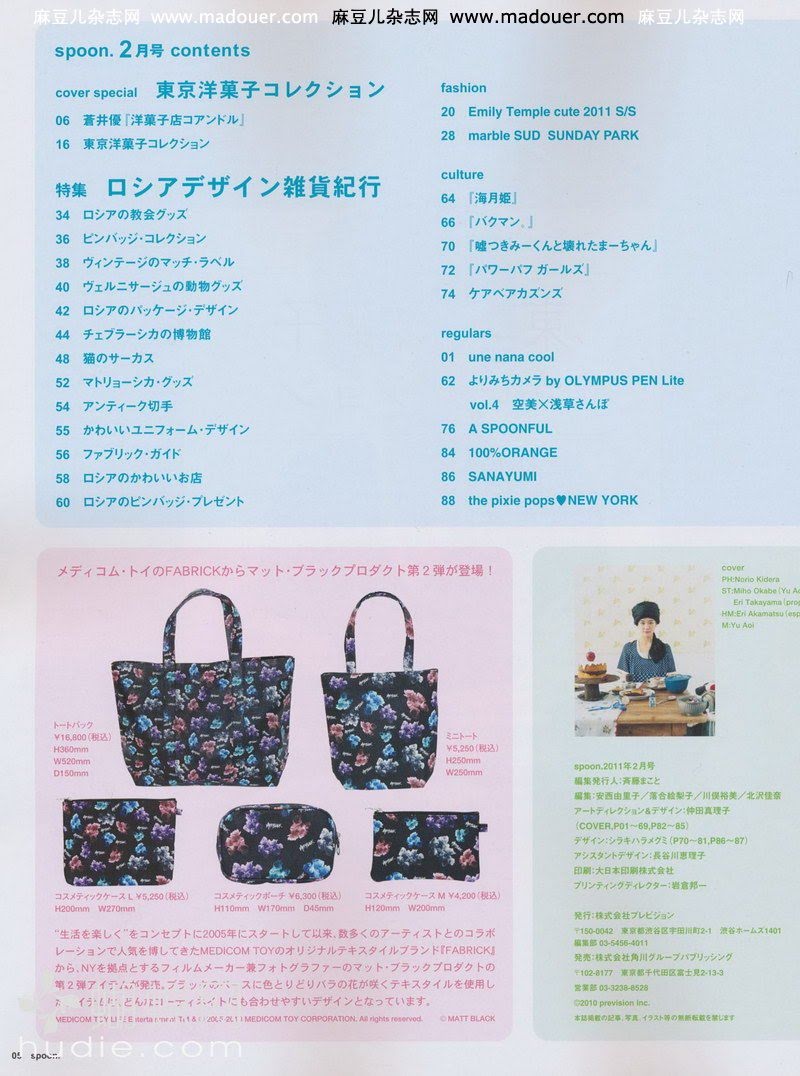 麻豆儿杂志网 www.madouer.com 麻豆儿杂志网 www.madouer.com 麻豆儿杂志网 www.madouer.com
spoon. 2月号 contents
cover special 東京洋菓子コレクション
06 蒼井優『洋菓子店コアンドル』
16 東京洋菓子コレクション
特集 ロシアデザイン雑貨紀行
34 ロシアの教会グッズ
36 ピンバッジ・コレクション
38 ヴィンテージのマッチ・ラベル
40 ヴェルニサージュの動物グッズ
42 ロシアのパッケージ・デザイン
44 チェブラーシカの博物館
48 猫のサーカス
52 マトリョーシカ・グッズ
54 アンティーク切手
55 かわいいユニフォーム・デザイン
56 ファブリック・ガイド
58 ロシアのかわいいお店
60 ロシアのピンバッジ・プレゼント
fashion
20 Emily Temple cute 2011 S/S
28 marble SUD SUNDAY PARK
culture
64 『海月姫』
66 『バクマン。』
70 『嘘つきみーくんと壊れたまーちゃん』
72 『パワーパフ ガールズ』
74 ケアベアカズンズ
regulars
01 une nana cool
62 よりみちカメラ by OLYMPUS PEN Lite
vol.4 空美×浅草さんぽ
76 A SPOONFUL
84 100%ORANGE
86 SANAYUMI
88 the pixie pops♥NEW YORK
メディコム・トイのFABRICKからマット・ブラックプロダクト第2弾が登場！
トートバック
¥16,800(税込)
H360mm
W520mm
D150mm
ミニトート
¥5,250(税込)
H250mm
W250mm
コスメティックケース L ¥5,250(税込)
H200mm W270mm
コスメティックポーチ ¥6,300(税込)
H110mm W170mm D45mm
コスメティックケース M ¥4,200(税込)
H120mm W200mm
"生活を楽しく"をコンセプトに2005年にスタートして以来、数多くのアーティストとのコラボ
レーションで人気を博してきたMEDICOM TOYのオリジナルテキスタイルブランド『FABRICK』
から、NYを拠点とするフィルムメーカー兼フォトグラファーのマット・ブラックプロダクトの
第2弾アイテムが発売。ブラックのベースに色とりどりバラの花が咲くテキスタイルを使用し
たアイテムは、どんなコーディネイトにも合わせやすいデザインとなっています。
MEDICOM TOY TM & © 2005-2011 MEDICOM TOY CORPORATION. All rights reserved. © MATT BLACK
cover
PH:Norio Kidera
ST:Miho Okabe (Yu
Eri Takayama
HM:Eri Akamatsu
M:Yu Aoi
spoon.2011年2月号
編集発行人：斉藤まこと
編集：安西由里子／落合絵梨子／川俣裕美／北沢佳奈
アートディレクション&デザイン：仲田真理子
(COVER,P01〜69,P82〜85)
デザイン：シラキハラメグミ (P70〜81,P86〜87)
アシスタントデザイン：長谷川恵理子
印刷：大日本印刷株式会社
プリンティングディレクター：岩倉邦一
発行：株式会社プレビジョン
〒150-0042 東京都渋谷区宇田川町2-1 渋谷ホームズ1401
編集部 03-5456-4011
発売：株式会社角川グループパブリッシング
〒102-8177 東京都千代田区富士見2-13-3
営業部 03-3238-8528
©2010 prevision Inc.
本誌掲載の記事、写真、イラスト等の無断転載を禁じます
hudie.com
05 spoon.